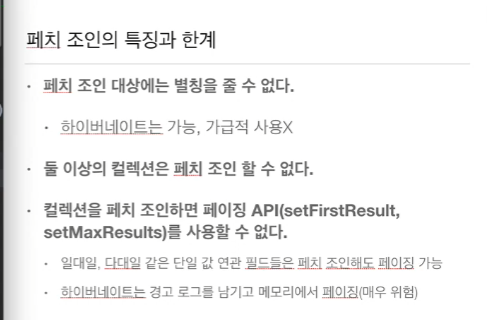 페치 조인의 특징과 한계
• 페치 조인 대상에는 별칭을 줄 수 없다.
• 하이버네이트는 가능, 가급적 사용X
• 둘 이상의 컬렉션은 페치 조인 할 수 없다.
• 컬렉션을 페치 조인하면 페이징 API(setFirstResult,
setMaxResults)를 사용할 수 없다.
• 일대일, 다대일 같은 단일 값 연관 필드들은 페치 조인해도 페이징 가능
• 하이버네이트는 경고 로그를 남기고 메모리에서 페이징(매우 위험)